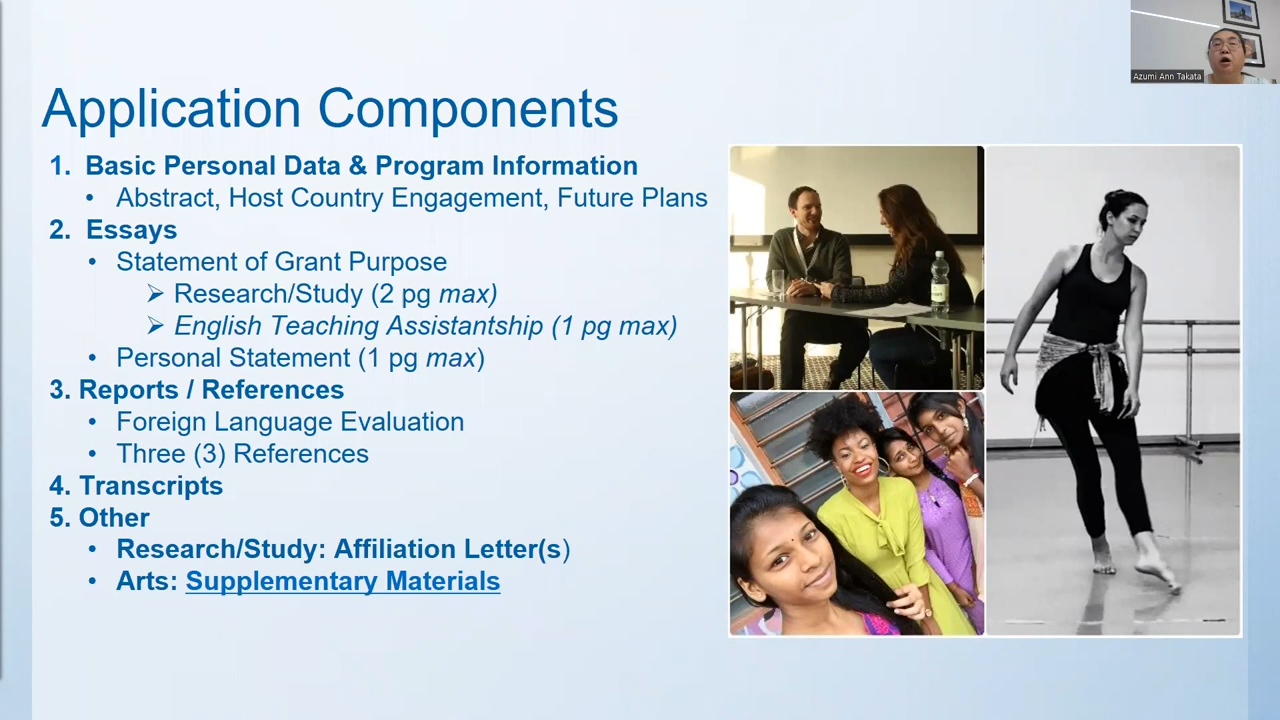 Azumi Ann Takata
Application Components
1. Basic Personal Data & Program Information
• Abstract, Host Country Engagement, Future Plans
2. Essays
• Statement of Grant Purpose
➢ Research/Study (2 pg max)
➢ English Teaching Assistantship (1 pg max)
• Personal Statement (1 pg max)
3. Reports / References
• Foreign Language Evaluation
• Three (3) References
4. Transcripts
5. Other
• Research/Study: Affiliation Letter(s)
• Arts: Supplementary Materials